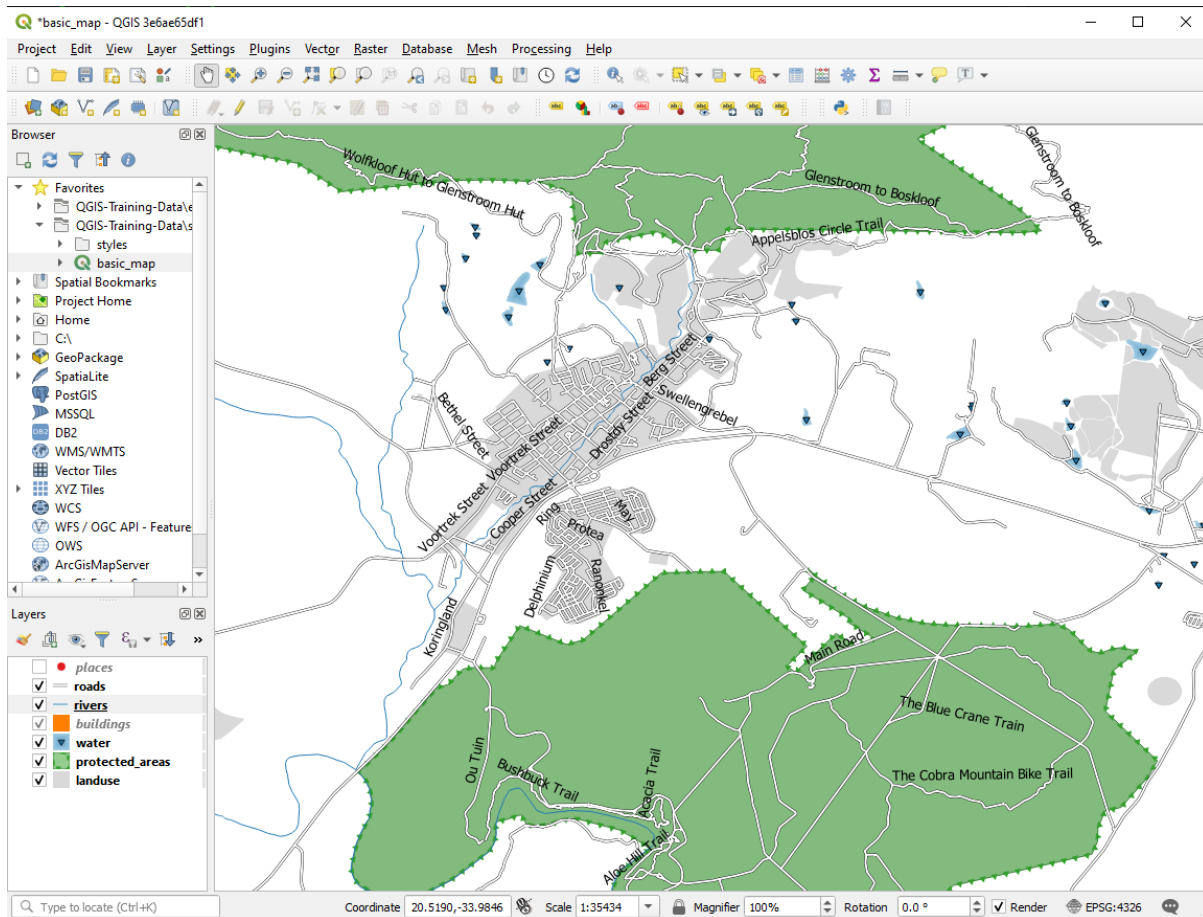 *basic_map - QGIS 3e6ae65df1
Project Edit View Layer Settings Plugins Vector Raster Database Mesh Processing Help
Browser
Favorites
QGIS-Training-Data\e
QGIS-Training-Data\s
styles
basic_map
Spatial Bookmarks
Project Home
Home
C:\
GeoPackage
SpatiaLite
PostGIS
MSSQL
DB2
WMS/WMTS
Vector Tiles
XYZ Tiles
WCS
WFS / OGC API - Feature
OWS
ArcGisMapServer
Layers
places
roads
rivers
buildings
water
protected_areas
landuse
Wolfkloof Hut to Glenstroom Hut
Glenstroom to Boskloof
Glenstroom to Boskloof
Appelsblos Circle Trail
Berg Street
Swellengrebel
Bethel Street
Drostdy Street
Voortrek Street
Voortrek Street
Cooper Street
Ring
May
Protea
Delphinium
Ranonkel
Koringland
Main Road
The Blue Crane Train
The Cobra Mountain Bike Trail
Ou Tuin
Bushbuck Trail
Acacia Trail
Aloe Hill Trail
Type to locate (Ctrl+K) Coordinate 20.5190,-33.9846 Scale 1:35434 Magnifier 100% Rotation 0.0 ° Render EPSG:4326